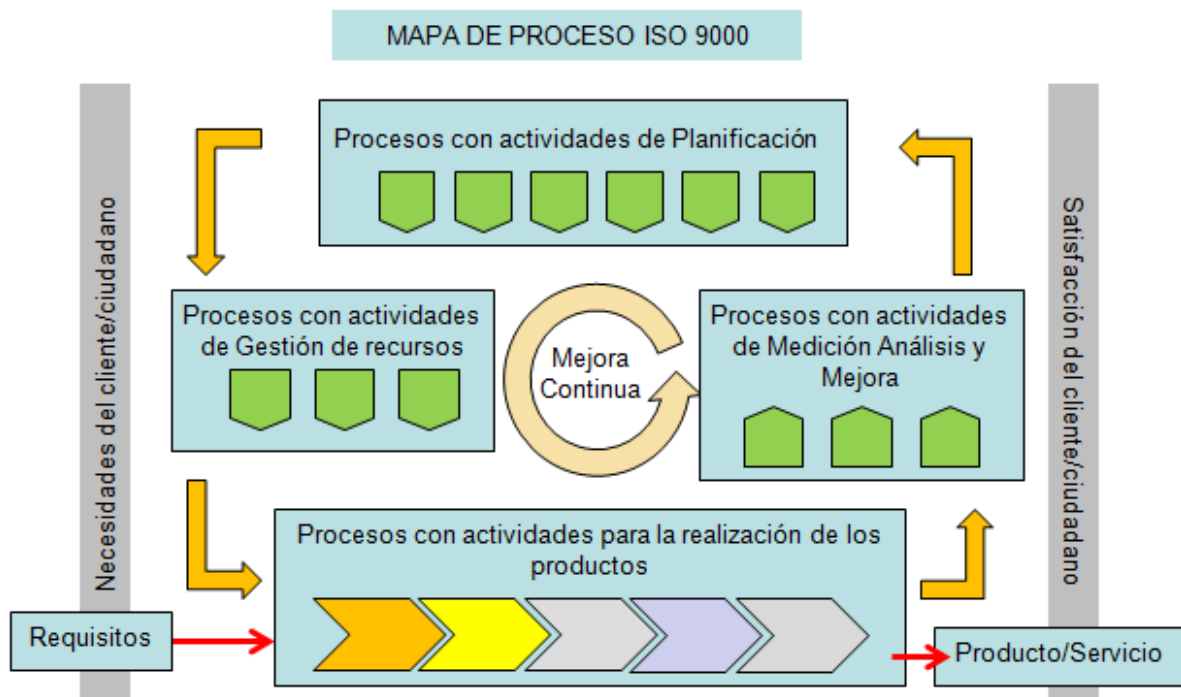 MAPA DE PROCESO ISO 9000
Necesidades del cliente/ciudadano
Procesos con actividades de Planificación
Satisfacción del cliente/ciudadano
Procesos con actividades
de Gestión de recursos
Mejora
Continua
Procesos con actividades
de Medición Análisis y
Mejora
Procesos con actividades para la realización de los
productos
Requisitos
Producto/Servicio